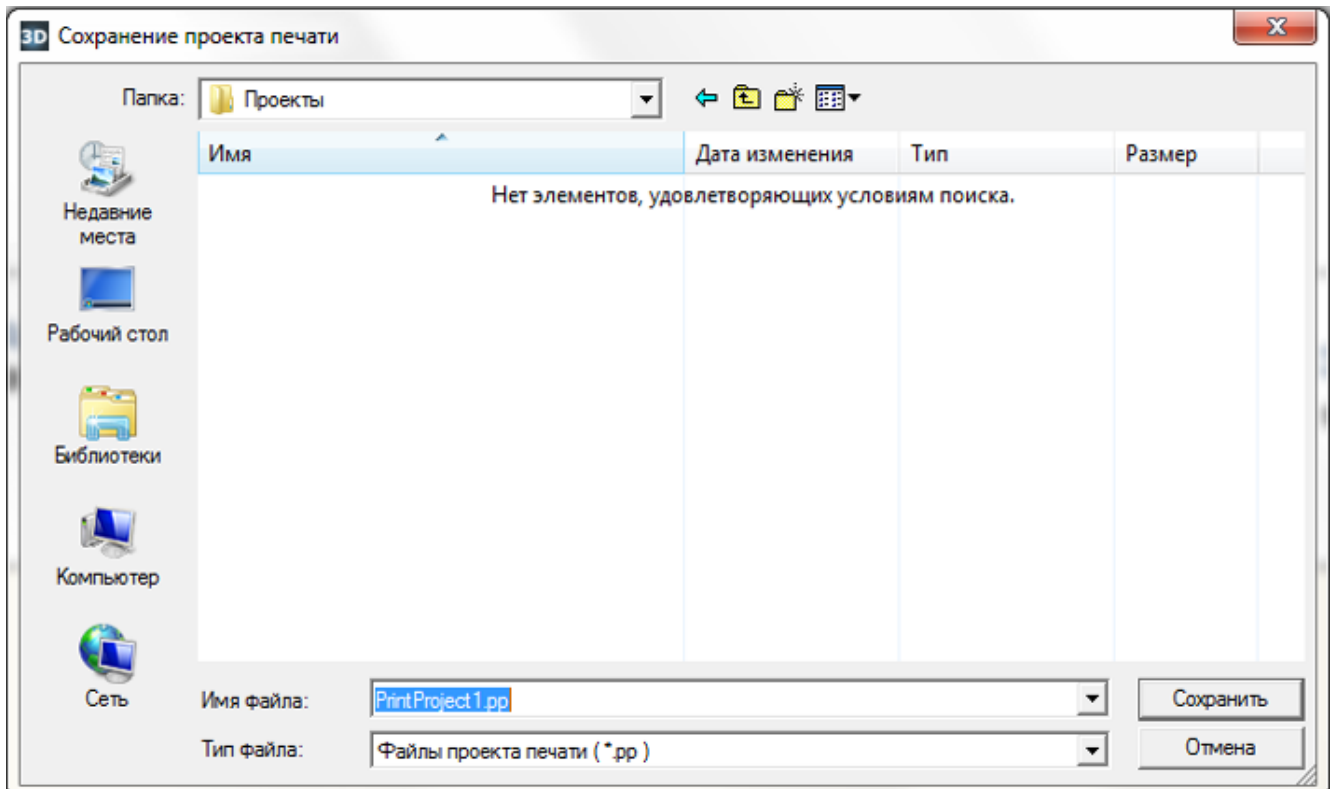 3D Сохранение проекта печати
Папка: Проекты
Имя Дата изменения Тип Размер
Нет элементов, удовлетворяющих условиям поиска.
Недавние
места
Рабочий стол
Библиотеки
Компьютер
Сеть
Имя файла: PrintProject1.pp Сохранить
Тип файла: Файлы проекта печати ( *.pp ) Отмена